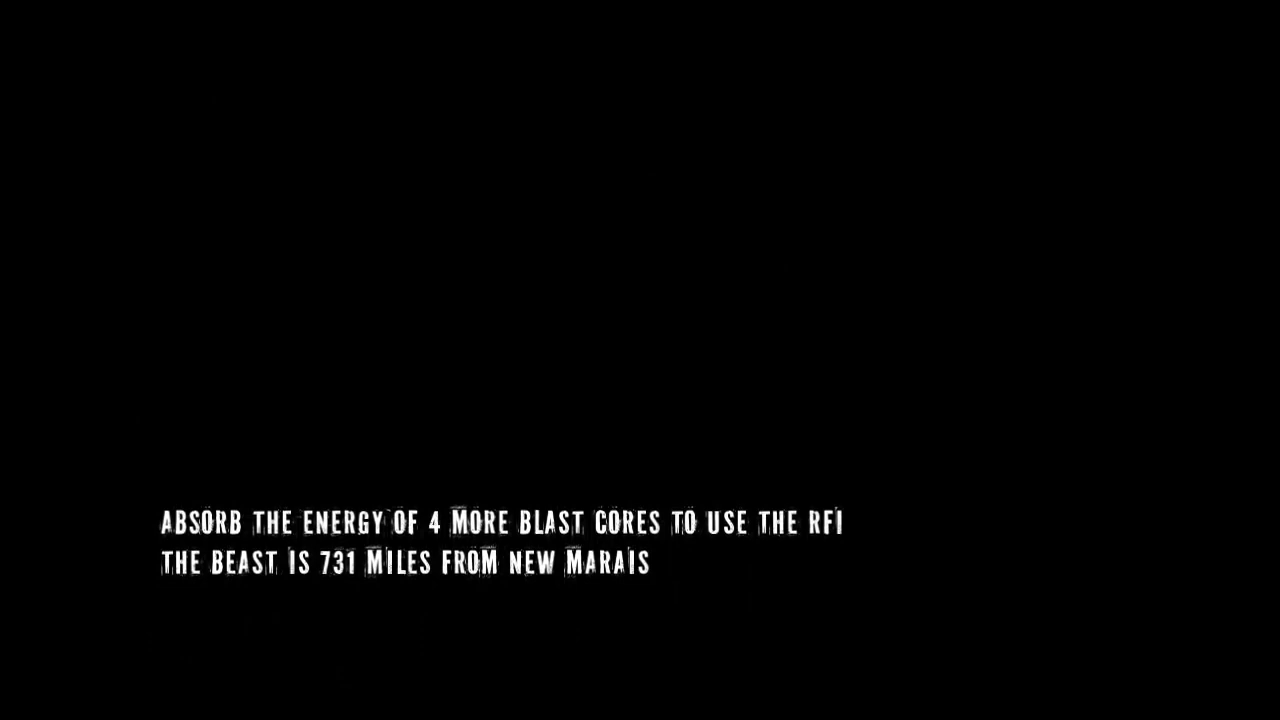 ABSORB THE ENERGY OF 4 MORE BLAST CORES TO USE THE RFI
THE BEAST IS 731 MILES FROM NEW MARAIS